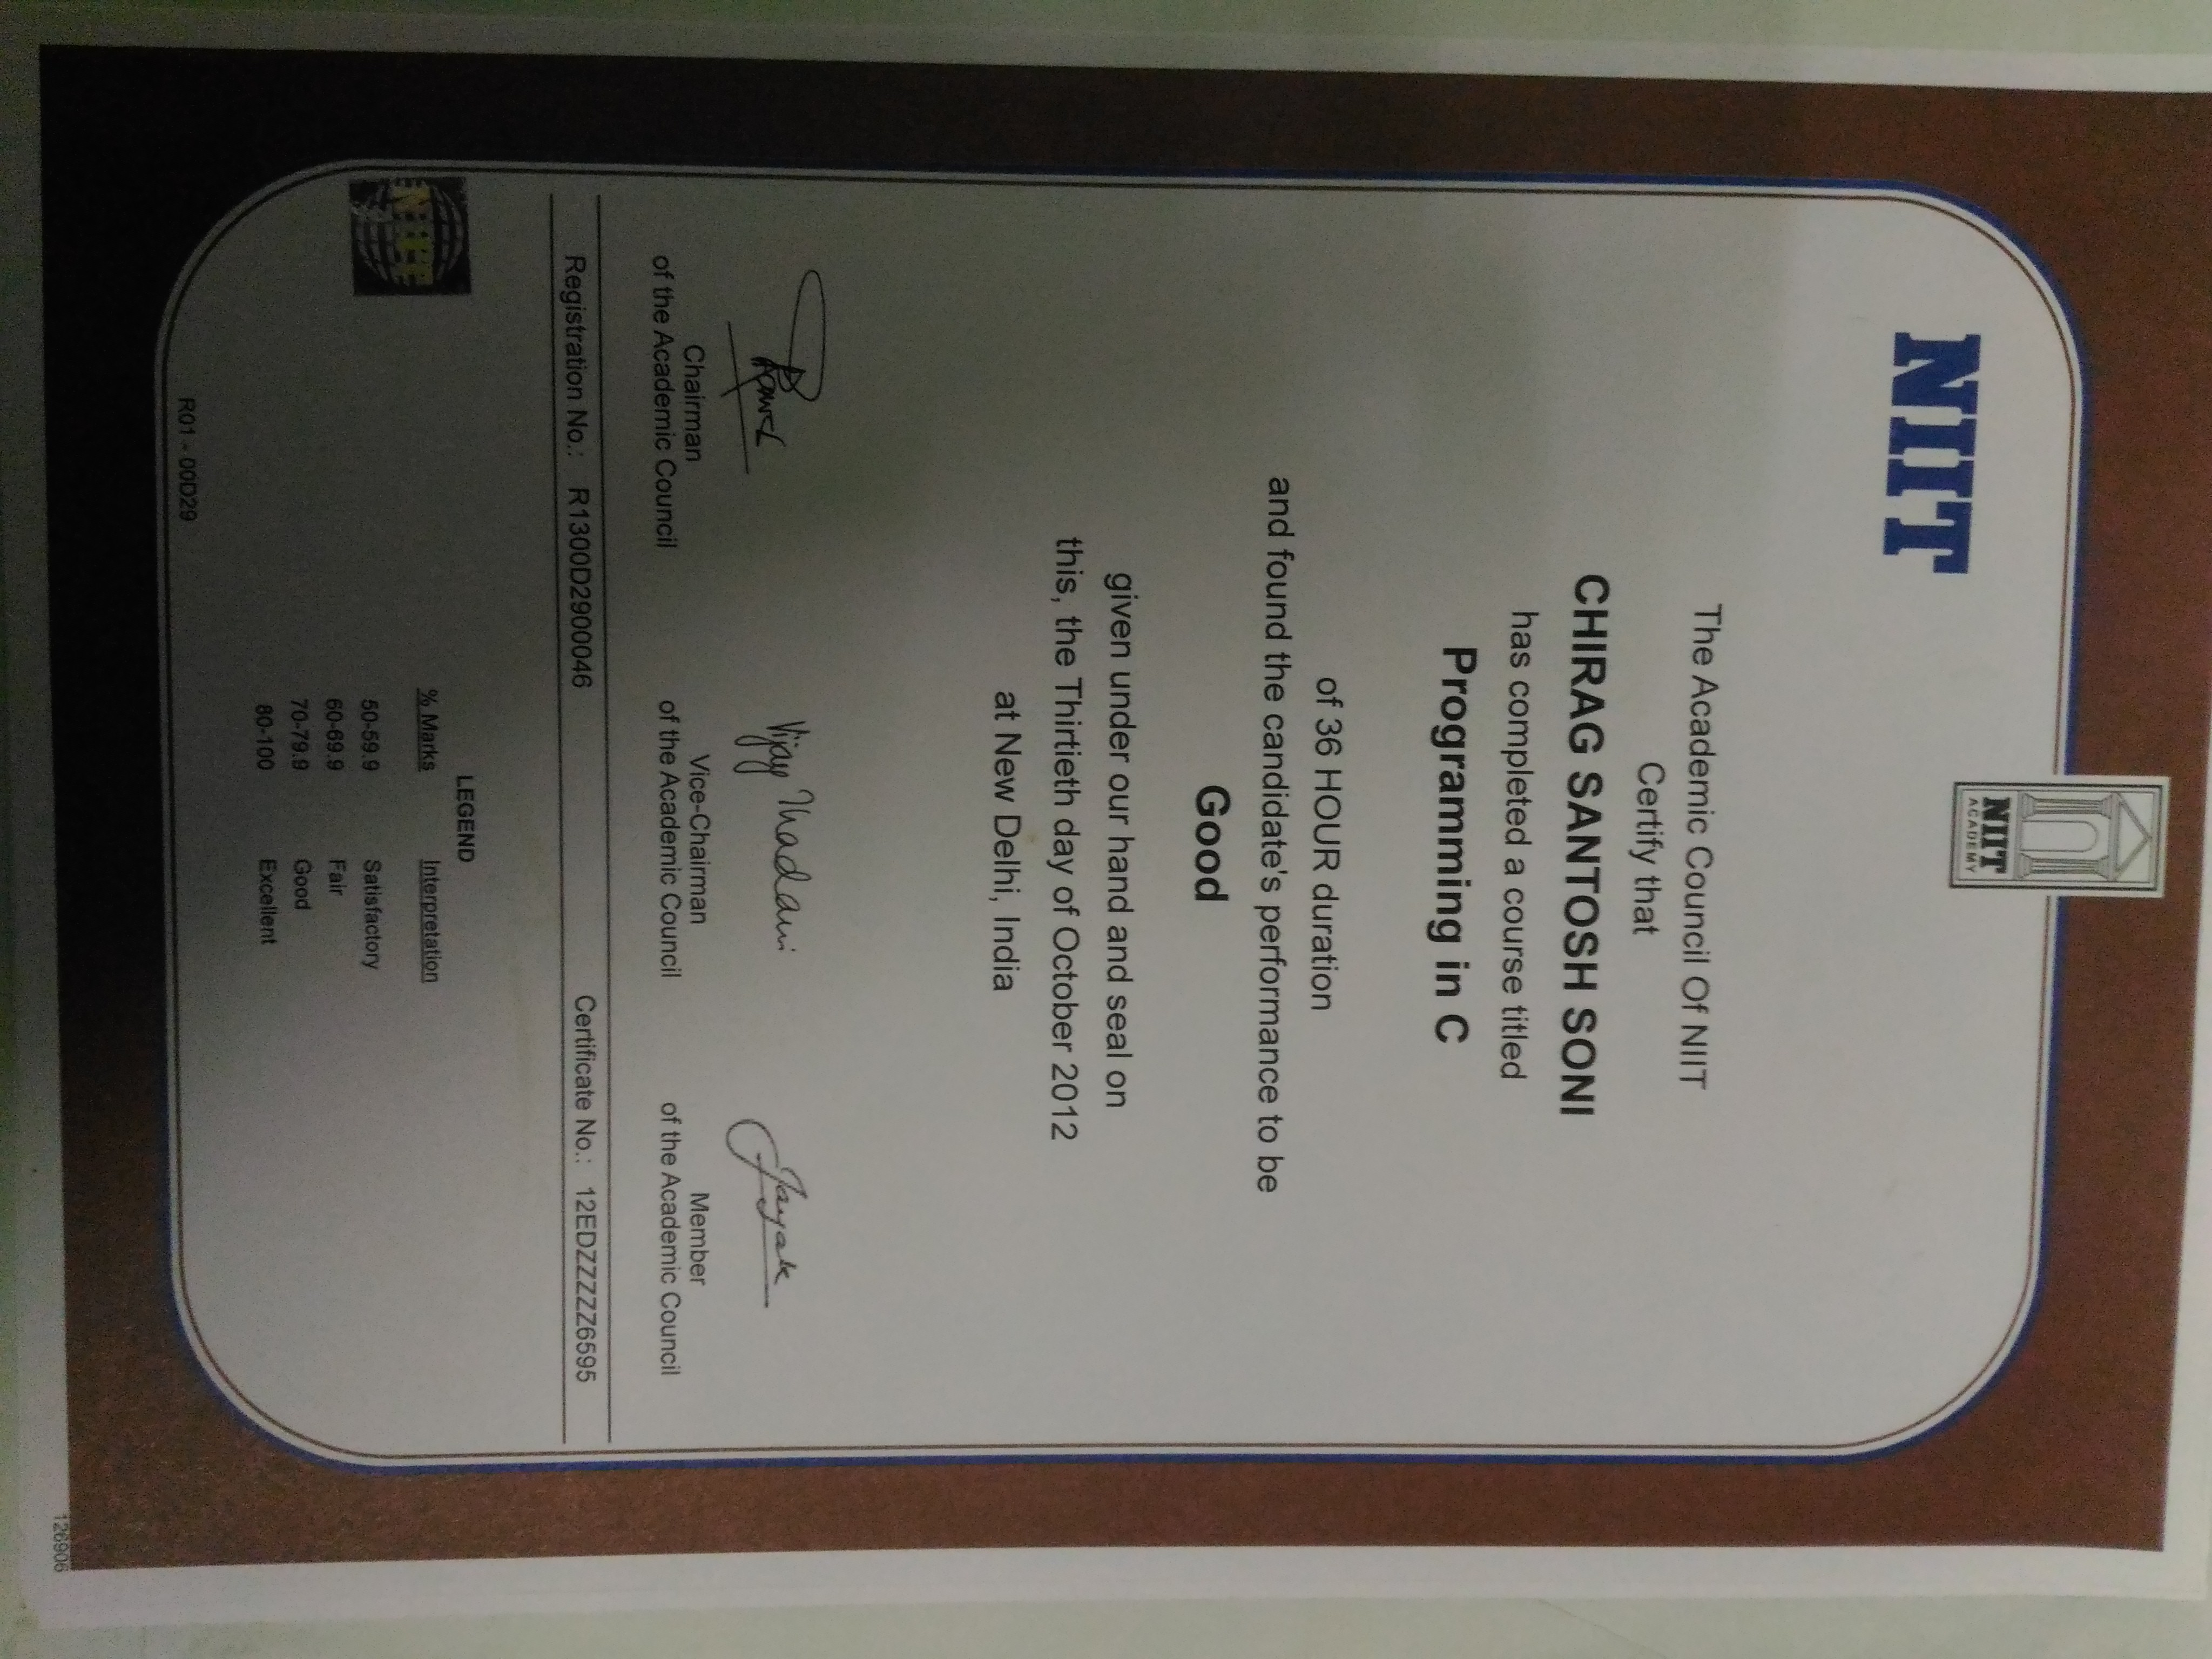 NIIT
ACADEMY
NIIT
The Academic Council Of NIIT
Certify that
CHIRAG SANTOSH SONI
has completed a course titled
Programming in C
of 36 HOUR duration
and found the candidate's performance to be
Good
given under our hand and seal on
this, the Thirtieth day of October 2012
at New Delhi, India
Vijay Thadani
Jayak
Chairman
of the Academic Council
Vice-Chairman
of the Academic Council
Member
of the Academic Council
Registration No.: R1300D2900046
Certificate No.: 12EDZZZZZ6595
NIIT
LEGEND
% Marks Interpretation
50-59.9 Satisfactory
60-69.9 Fair
70-79.9 Good
80-100 Excellent
R01 - 00D29
126906